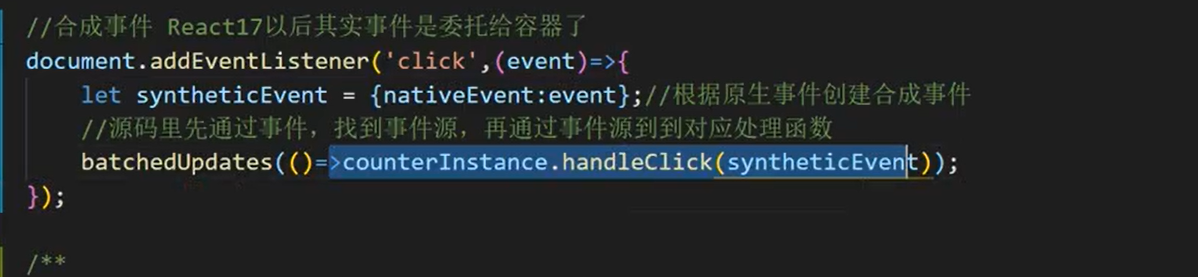 //合成事件 React17以后其实事件是委托给容器了
document.addEventListener('click',(event)=>{
let syntheticEvent = {nativeEvent:event};//根据原生事件创建合成事件
//源码里先通过事件，找到事件源，再通过事件源到到对应处理函数
batchedUpdates(()=>counterInstance.handleClick(syntheticEvent));
});
/**